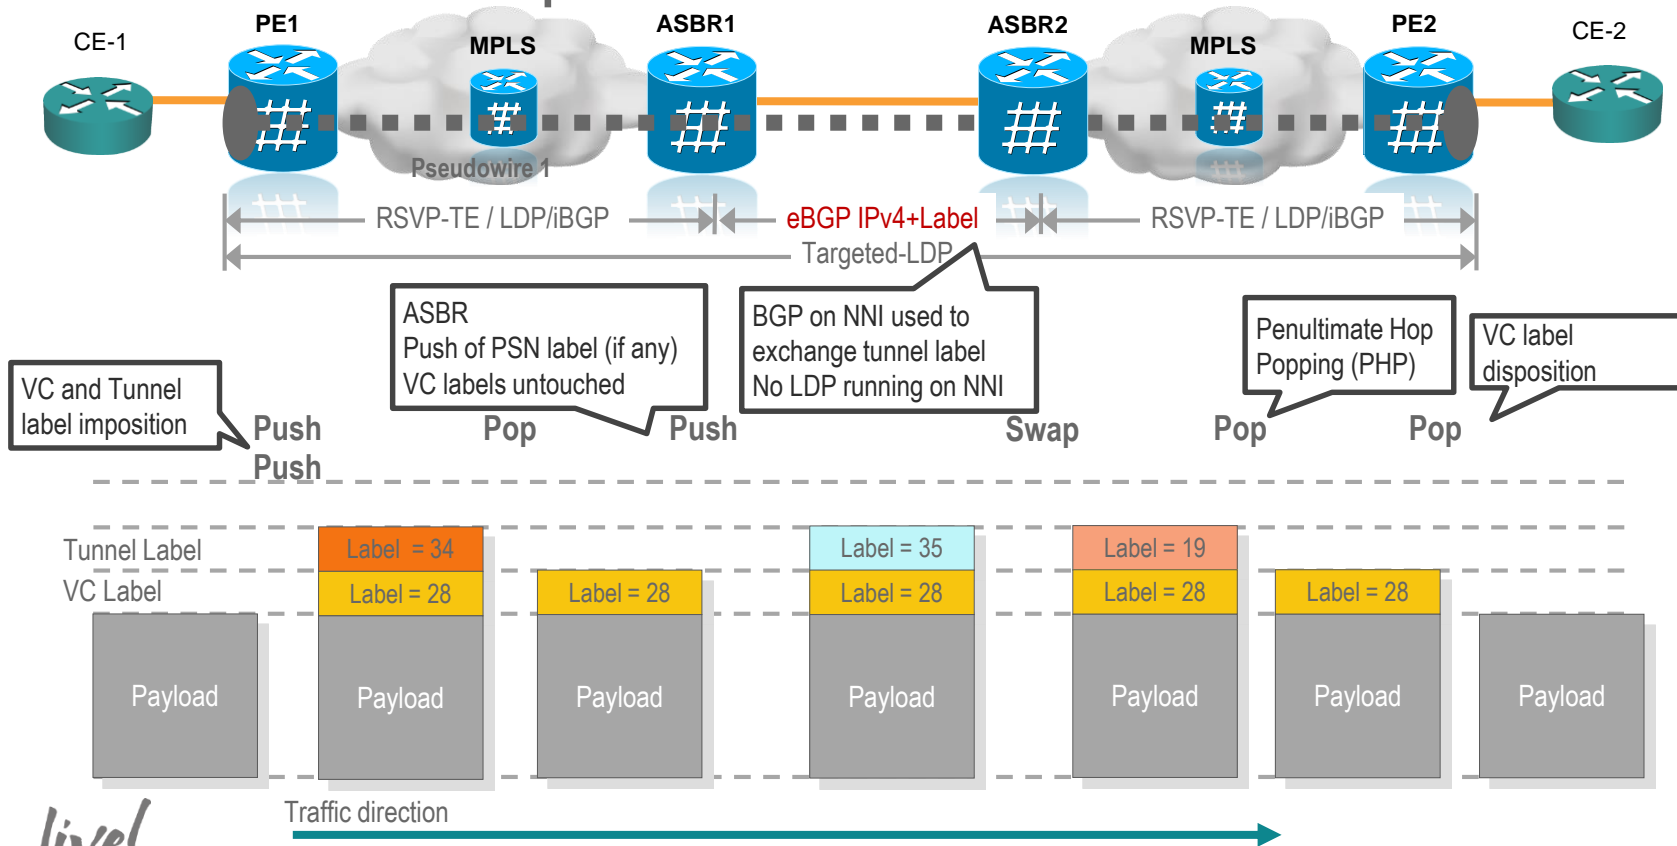 CE-1
PE1
MPLS
ASBR1
ASBR2
MPLS
PE2
CE-2
Pseudowire 1
RSVP-TE / LDP/iBGP
eBGP IPv4+Label
RSVP-TE / LDP/iBGP
Targeted-LDP
VC and Tunnel
label imposition
ASBR
Push of PSN label (if any)
VC labels untouched
BGP on NNI used to
exchange tunnel label
No LDP running on NNI
Penultimate Hop
Popping (PHP)
VC label
disposition
Push
Push
Pop
Push
Swap
Pop
Pop
Tunnel Label
Label = 34
Label = 35
Label = 19
VC Label
Label = 28
Label = 28
Label = 28
Label = 28
Label = 28
Payload
Payload
Payload
Payload
Payload
Payload
Payload
Traffic direction
live!